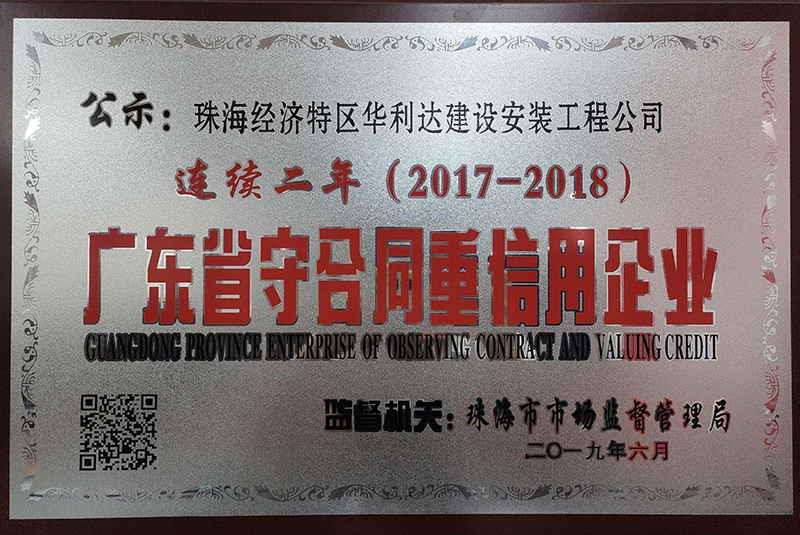 公示：珠海经济特区华利达建设安装工程公司
连续二年（2017-2018）
广东省守合同重信用企业
GUANGDONG PROVINCE ENTERPRISE OF OBSERVING CONTRACT AND VALUING CREDIT
监督机关：珠海市市场监督管理局
二〇一九年六月